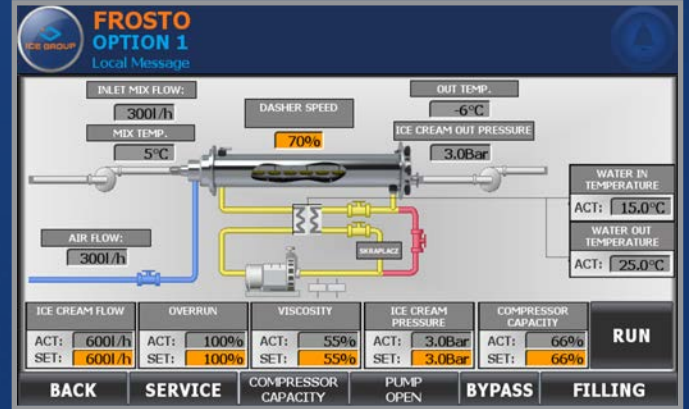 FROSTO
OPTION 1
Local Message
ICE GROUP
INLET MIX FLOW:
300l/h
MIX TEMP.
5°C
DASHER SPEED
70%
OUT TEMP.
-6°C
ICE CREAM OUT PRESSURE
3.0Bar
WATER IN
TEMPERATURE
ACT: 15.0°C
WATER OUT
TEMPERATURE
ACT: 25.0°C
AIR FLOW:
300l/h
SKRAPLACZ
ICE CREAM FLOW
ACT: 600l/h
SET: 600l/h
OVERRUN
ACT: 100%
SET: 100%
VISCOSITY
ACT: 55%
SET: 55%
ICE CREAM
PRESSURE
ACT: 3.0Bar
SET: 3.0Bar
COMPRESSOR
CAPACITY
ACT: 66%
SET: 66%
RUN
BACK
SERVICE
COMPRESSOR
CAPACITY
PUMP
OPEN
BYPASS
FILLING